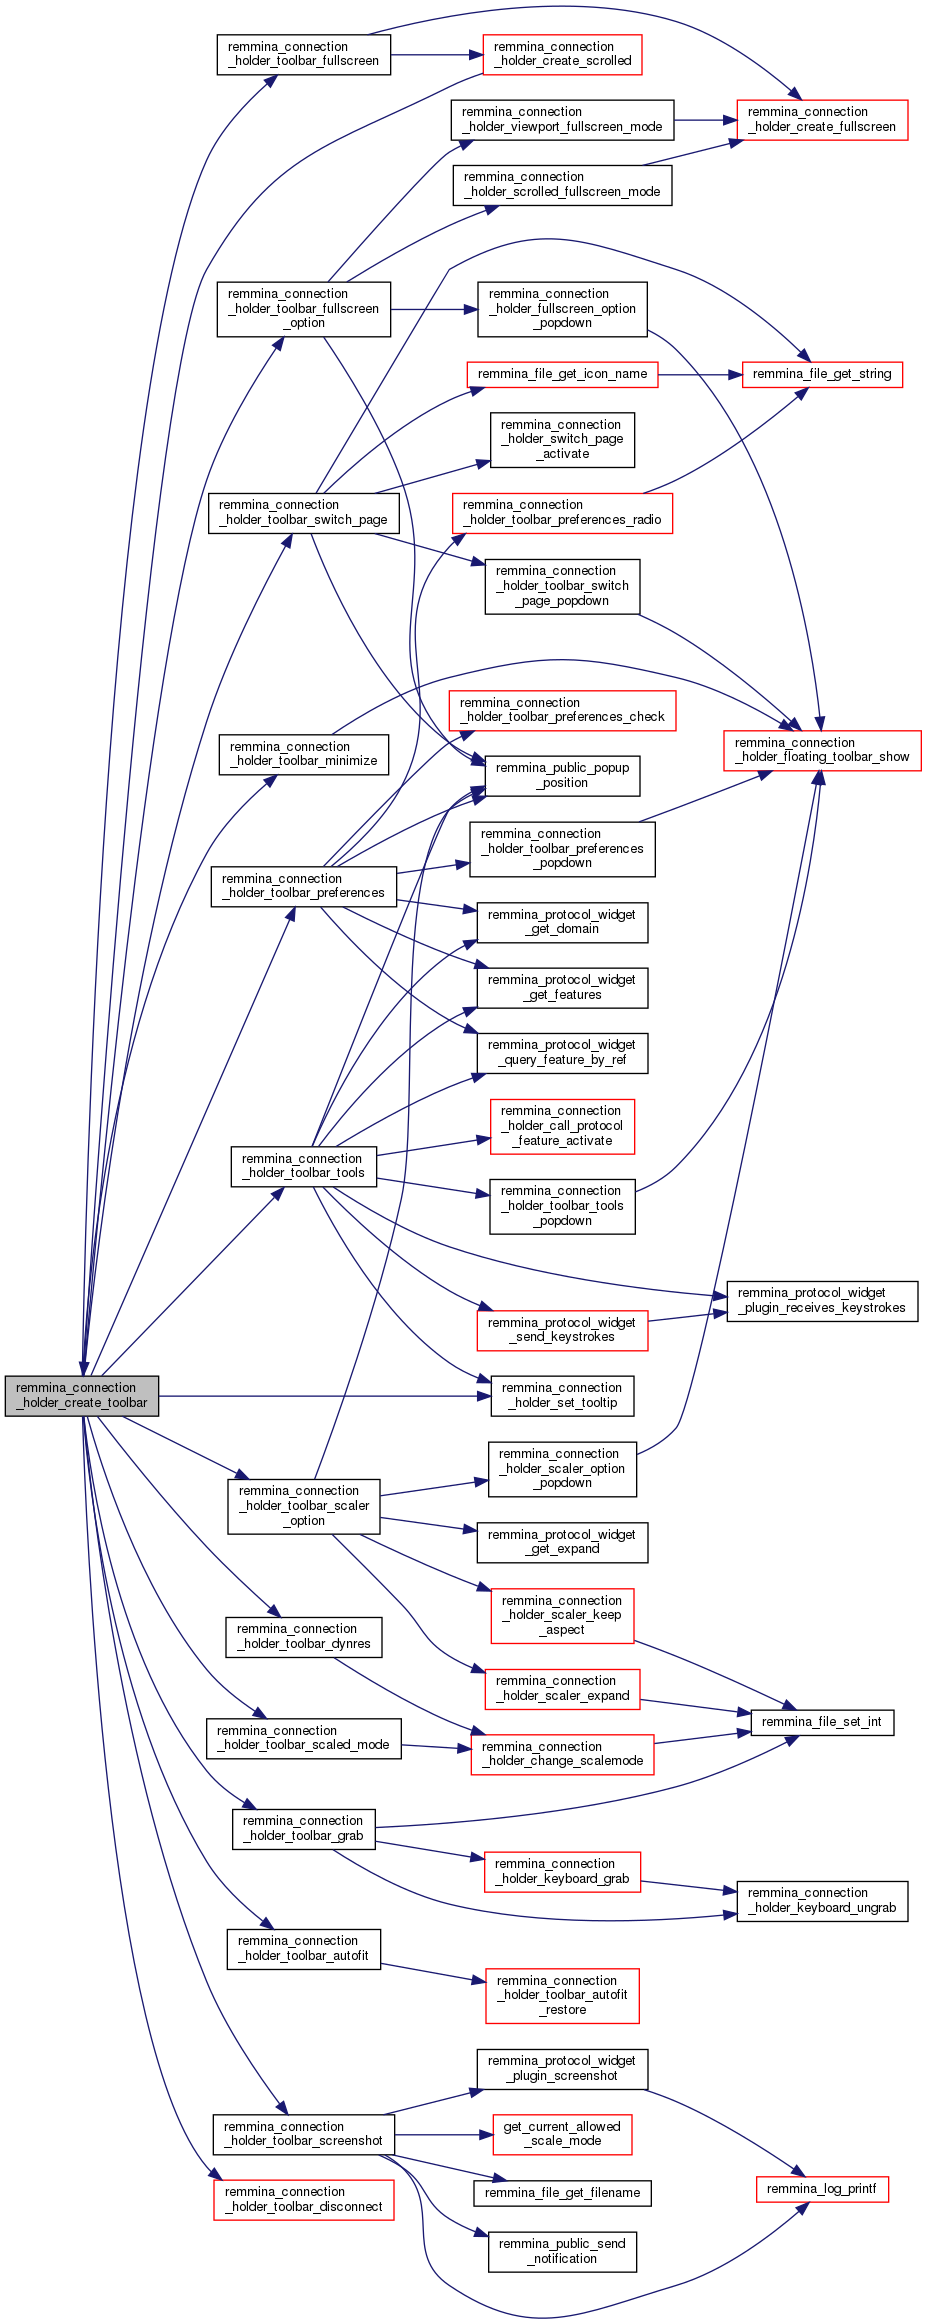 remmina_connection
_holder_toolbar_fullscreen
remmina_connection
_holder_create_scrolled
remmina_connection
_holder_viewport_fullscreen_mode
remmina_connection
_holder_create_fullscreen
remmina_connection
_holder_scrolled_fullscreen_mode
remmina_connection
_holder_toolbar_fullscreen
_option
remmina_connection
_holder_fullscreen_option
_popdown
remmina_file_get_icon_name
remmina_file_get_string
remmina_connection
_holder_switch_page
_activate
remmina_connection
_holder_toolbar_switch_page
remmina_connection
_holder_toolbar_preferences_radio
remmina_connection
_holder_toolbar_switch
_page_popdown
remmina_connection
_holder_toolbar_preferences_check
remmina_connection
_holder_toolbar_minimize
remmina_connection
_holder_floating_toolbar_show
remmina_public_popup
_position
remmina_connection
_holder_toolbar_preferences
_popdown
remmina_connection
_holder_toolbar_preferences
remmina_protocol_widget
_get_domain
remmina_protocol_widget
_get_features
remmina_protocol_widget
_query_feature_by_ref
remmina_connection
_holder_call_protocol
_feature_activate
remmina_connection
_holder_toolbar_tools
remmina_connection
_holder_toolbar_tools
_popdown
remmina_protocol_widget
_plugin_receives_keystrokes
remmina_protocol_widget
_send_keystrokes
remmina_connection
_holder_create_toolbar
remmina_connection
_holder_set_tooltip
remmina_connection
_holder_scaler_option
_popdown
remmina_connection
_holder_toolbar_scaler
_option
remmina_protocol_widget
_get_expand
remmina_connection
_holder_scaler_keep
_aspect
remmina_connection
_holder_toolbar_dynres
remmina_connection
_holder_scaler_expand
remmina_file_set_int
remmina_connection
_holder_toolbar_scaled_mode
remmina_connection
_holder_change_scalemode
remmina_connection
_holder_toolbar_grab
remmina_connection
_holder_keyboard_grab
remmina_connection
_holder_keyboard_ungrab
remmina_connection
_holder_toolbar_autofit
remmina_connection
_holder_toolbar_autofit
_restore
remmina_protocol_widget
_plugin_screenshot
remmina_connection
_holder_toolbar_screenshot
get_current_allowed
_scale_mode
remmina_file_get_filename
remmina_log_printf
remmina_connection
_holder_toolbar_disconnect
remmina_public_send
_notification